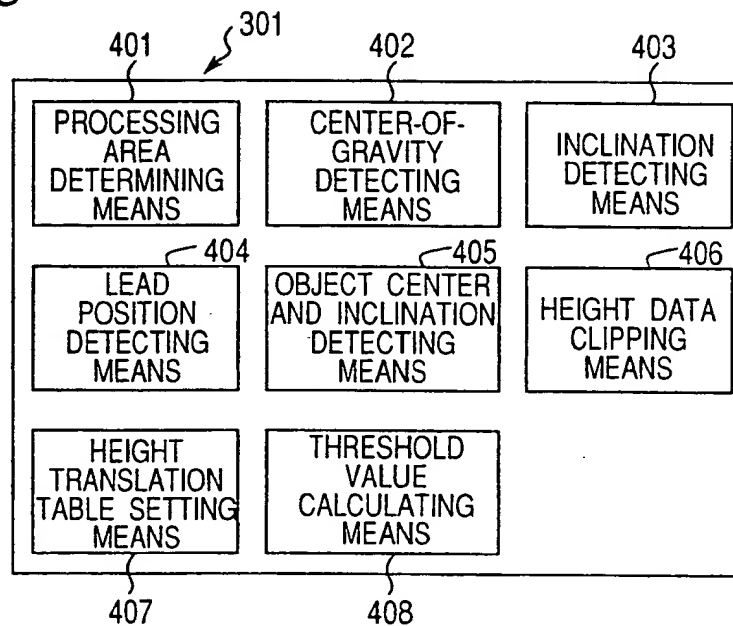 301
401
402
403
PROCESSING
AREA
DETERMINING
MEANS
CENTER-OF-
GRAVITY
DETECTING
MEANS
INCLINATION
DETECTING
MEANS
404
405
406
LEAD
POSITION
DETECTING
MEANS
OBJECT CENTER
AND INCLINATION
DETECTING
MEANS
HEIGHT DATA
CLIPPING
MEANS
HEIGHT
TRANSLATION
TABLE SETTING
MEANS
THRESHOLD
VALUE
CALCULATING
MEANS
407
408